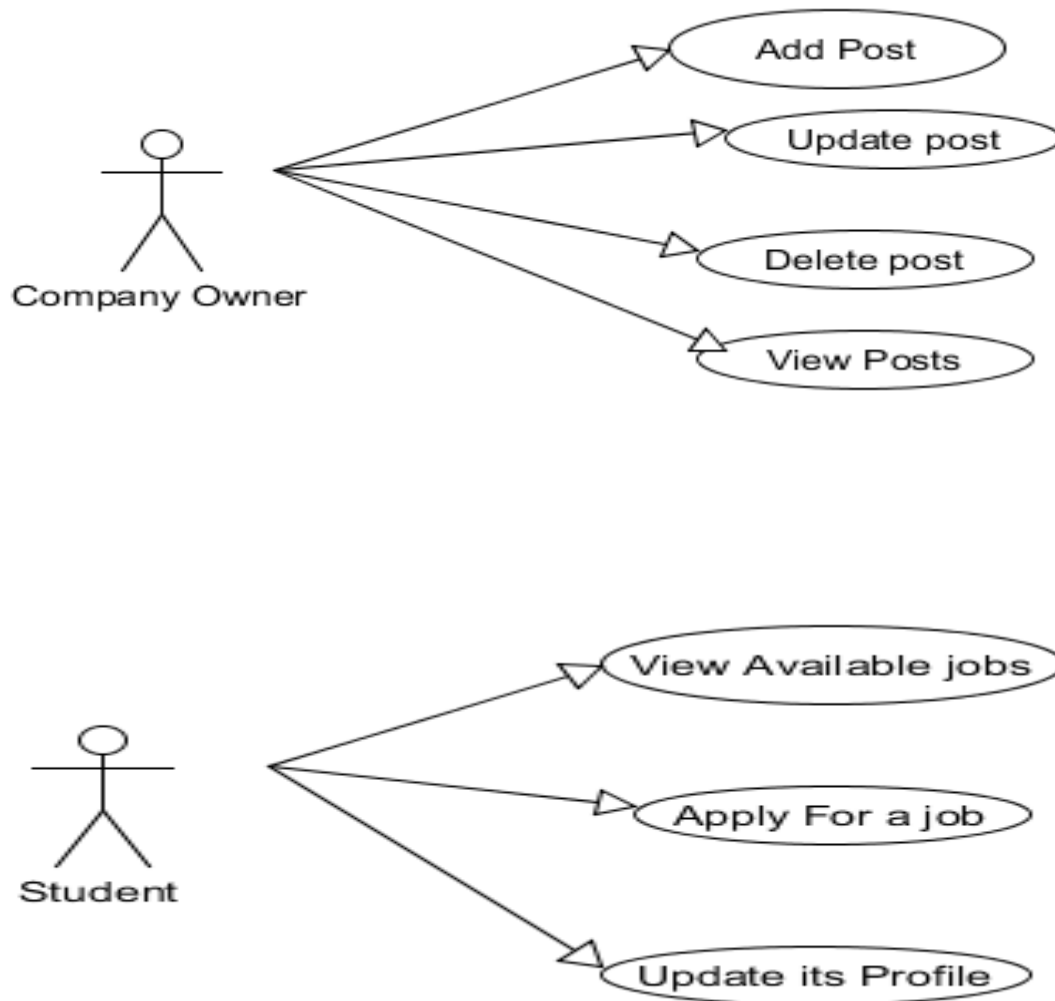 Add Post
Update post
Delete post
View Posts
Company Owner
View Available jobs
Apply For a job
Update its Profile
Student